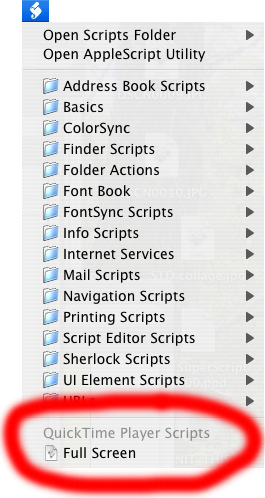 Open Scripts Folder
Open AppleScript Utility
Address Book Scripts
Basics
ColorSync
Finder Scripts
Folder Actions
Font Book
FontSync Scripts
Info Scripts
Internet Services
Mail Scripts
Navigation Scripts
Printing Scripts
Script Editor Scripts
Sherlock Scripts
UI Element Scripts
URLs
QuickTime Player Scripts
Full Screen